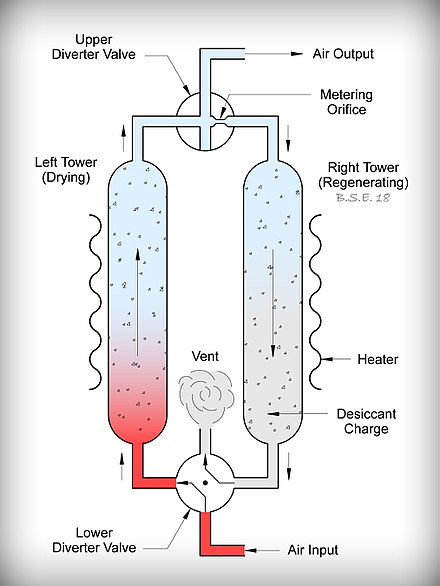 Upper
Diverter Valve
Air Output
Metering
Orifice
Left Tower
(Drying)
Right Tower
(Regenerating)
B.S.E. 18
Vent
Heater
Desiccant
Charge
Lower
Diverter Valve
Air Input